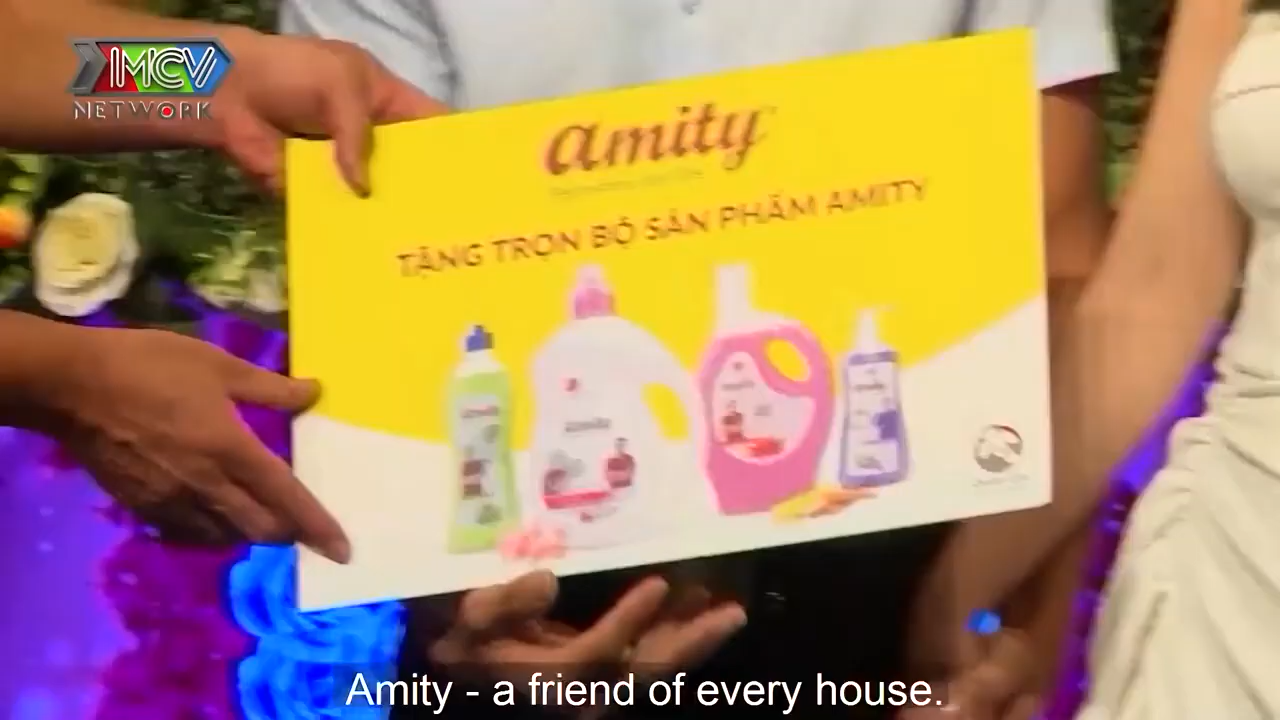 MCV
NETWORK
amity
TẶNG TRỌN BỘ SẢN PHẨM AMITY
Amity - a friend of every house.